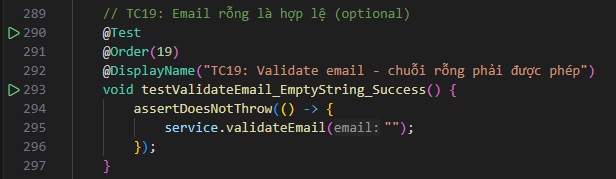 289 // TC19: Email rỗng là hợp lệ (optional)
290 @Test
291 @Order(19)
292 @DisplayName("TC19: Validate email - chuỗi rỗng phải được phép")
293 void testValidateEmail_EmptyString_Success() {
294 assertDoesNotThrow(() -> {
295 service.validateEmail(email:"");
296 });
297 }